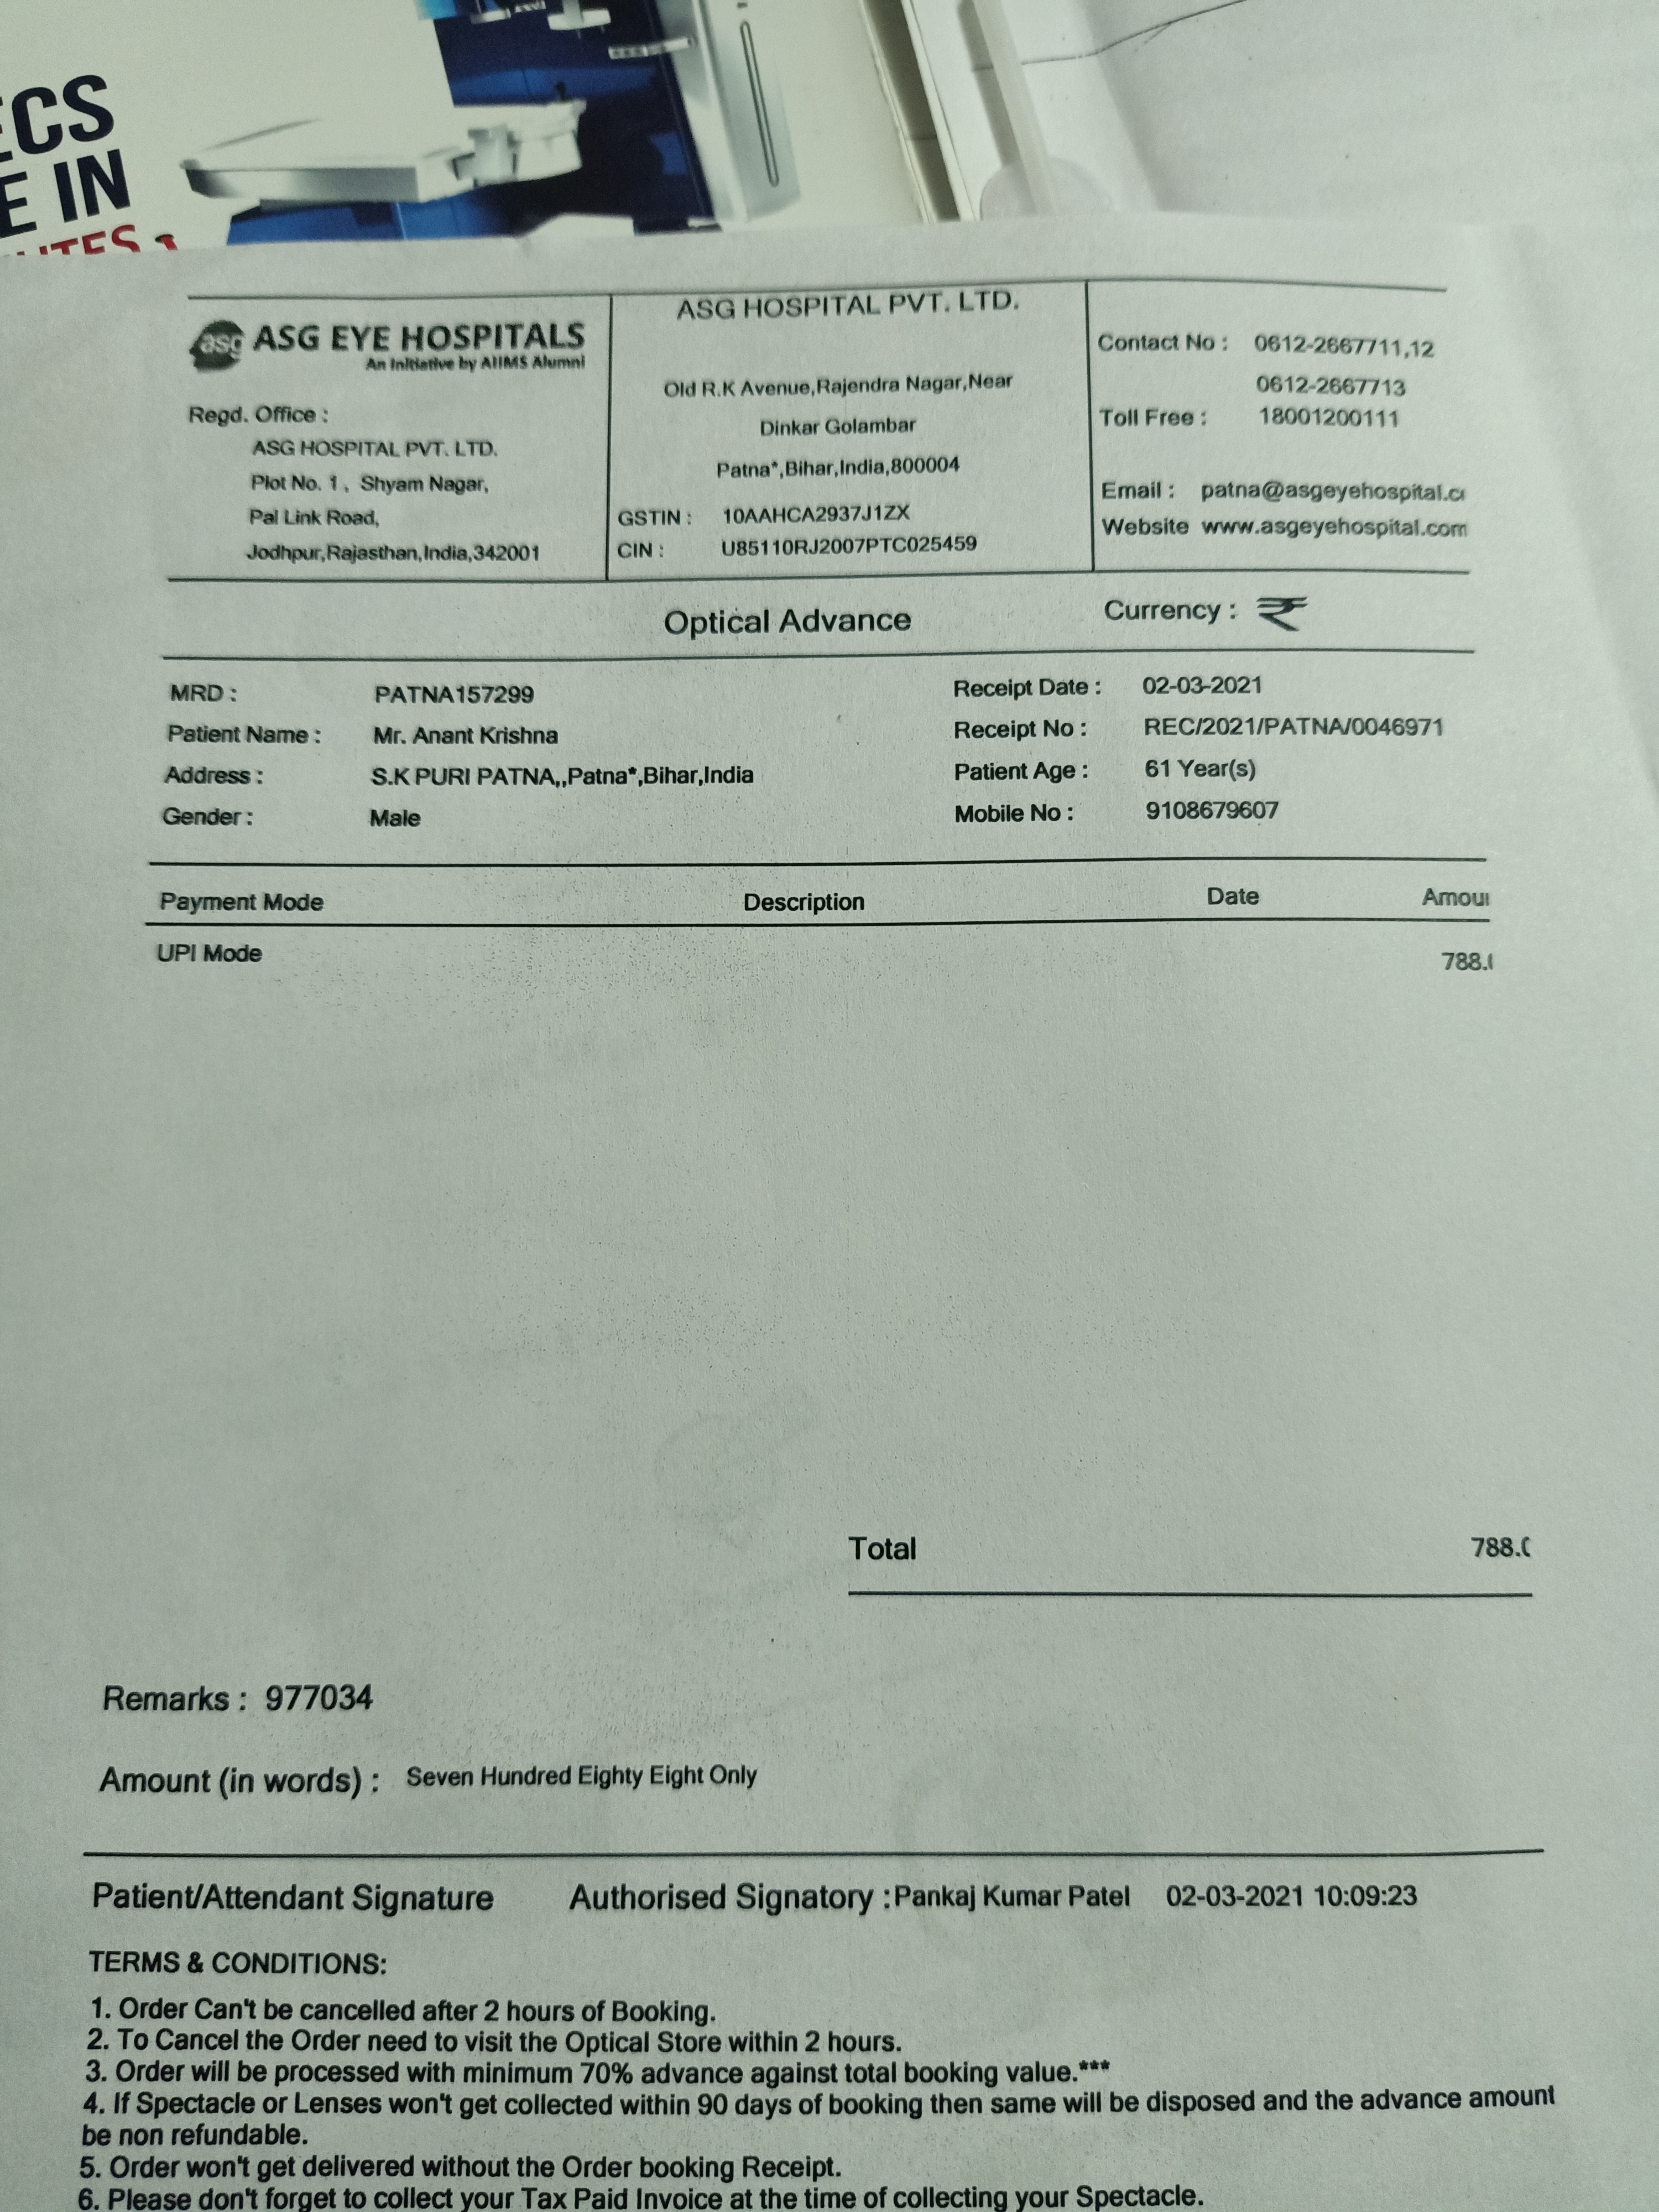 ECS
E IN
ASG HOSPITAL PVT. LTD.
asg ASG EYE HOSPITALS
An Initiative by AIIMS Alumni
Regd. Office :
ASG HOSPITAL PVT. LTD.
Plot No. 1 , Shyam Nagar,
Pal Link Road,
Jodhpur,Rajasthan,India,342001
Old R.K Avenue,Rajendra Nagar,Near
Dinkar Golambar
Patna*,Bihar,India,800004
GSTIN : 10AAHCA2937J1ZX
CIN : U85110RJ2007PTC025459
Contact No : 0612-2667711,12
0612-2667713
Toll Free : 18001200111
Email : patna@asgeyehospital.c
Website www.asgeyehospital.com
Optical Advance Currency : ₹
MRD : PATNA157299 Receipt Date : 02-03-2021
Patient Name : Mr. Anant Krishna Receipt No : REC/2021/PATNA/0046971
Address : S.K PURI PATNA,,Patna*,Bihar,India Patient Age : 61 Year(s)
Gender : Male Mobile No : 9108679607
Payment Mode Description Date Amou
UPI Mode 788.
Total 788.
Remarks : 977034
Amount (in words) : Seven Hundred Eighty Eight Only
Patient/Attendant Signature Authorised Signatory :Pankaj Kumar Patel 02-03-2021 10:09:23
TERMS & CONDITIONS:
1. Order Can't be cancelled after 2 hours of Booking.
2. To Cancel the Order need to visit the Optical Store within 2 hours.
3. Order will be processed with minimum 70% advance against total booking value.***
4. If Spectacle or Lenses won't get collected within 90 days of booking then same will be disposed and the advance amount
be non refundable.
5. Order won't get delivered without the Order booking Receipt.
6. Please don't forget to collect your Tax Paid Invoice at the time of collecting your Spectacle.